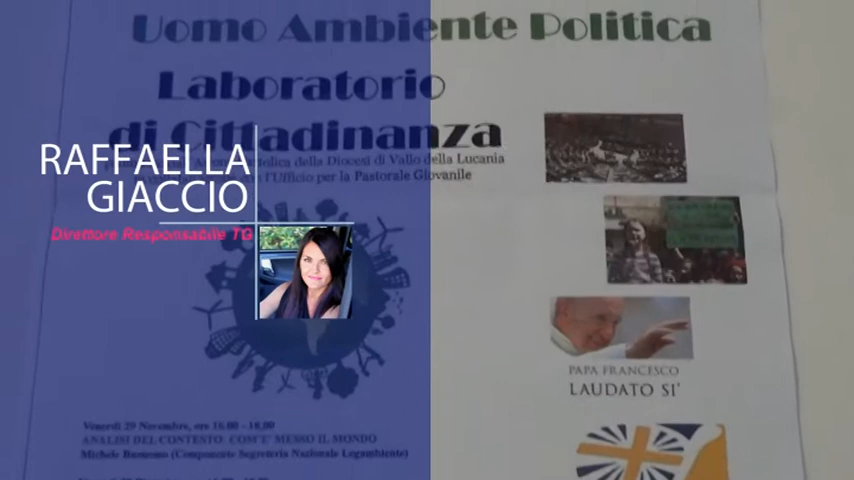 Uomo Ambiente Politica
Laboratorio
di Cittadinanza
Cattolica della Diocesi di Vallo della Lucania
l'Ufficio per la Pastorale Giovanile
RAFFAELLA
GIACCIO
Direttore Responsabile TG
PAPA FRANCESCO
LAUDATO SI'
Venerdì 29 Novembre, ore 16.00 - 18,00
ANALISI DEL CONTESTO COM'E' MESSO IL MONDO
Michele Buonomo (Componente Segreteria Nazionale Legambiente)